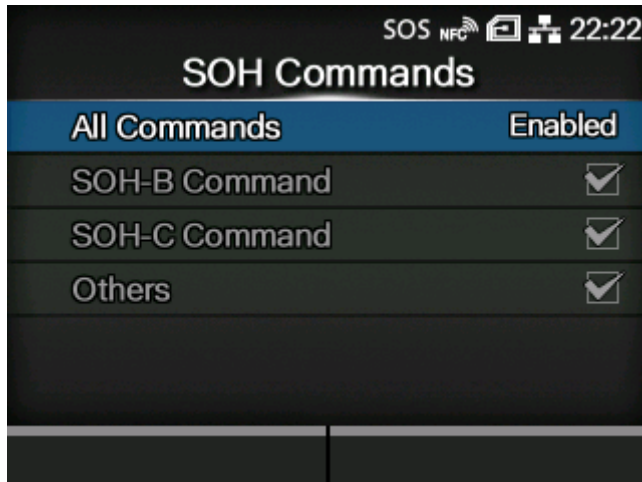 SOS NFC 22:22
SOH Commands
All Commands Enabled
SOH-B Command
SOH-C Command
Others